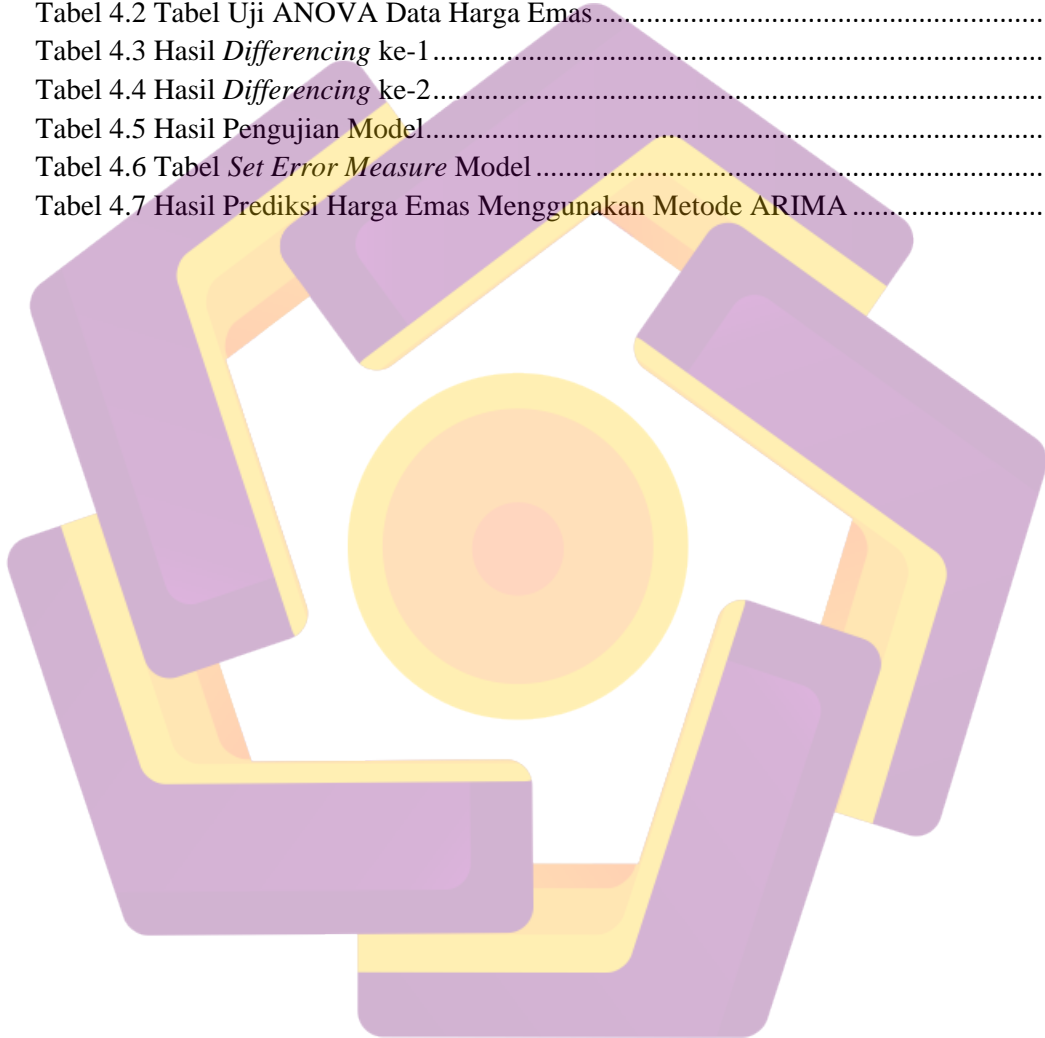 Tabel 4.2 Tabel Uji ANOVA Data Harga Emas......................................................
Tabel 4.3 Hasil Differencing ke-1..........................................................................
Tabel 4.4 Hasil Differencing ke-2..........................................................................
Tabel 4.5 Hasil Pengujian Model...........................................................................
Tabel 4.6 Tabel Set Error Measure Model.............................................................
Tabel 4.7 Hasil Prediksi Harga Emas Menggunakan Metode ARIMA.......................